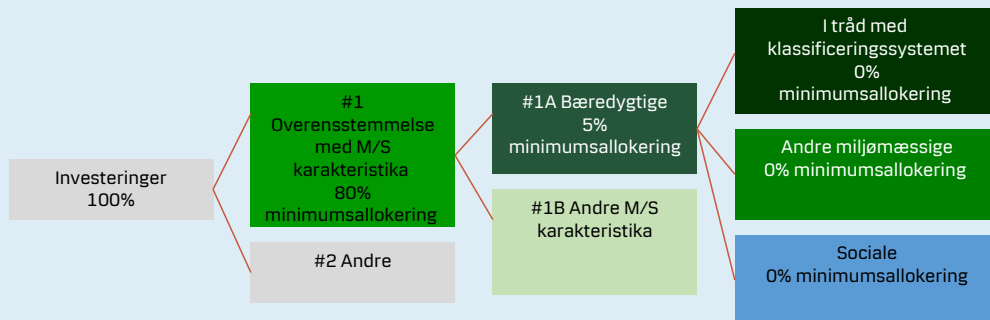 Investeringer
100%
#1
Overensstemmelse
med M/S
karakteristika
80%
minimumsallokering
#2 Andre
#1A Bæredygtige
5%
minimumsallokering
#1B Andre M/S
karakteristika
I tråd med
klassificeringssystemet
0%
minimumsallokering
Andre miljømæssige
0% minimumsallokering
Sociale
0% minimumsallokering